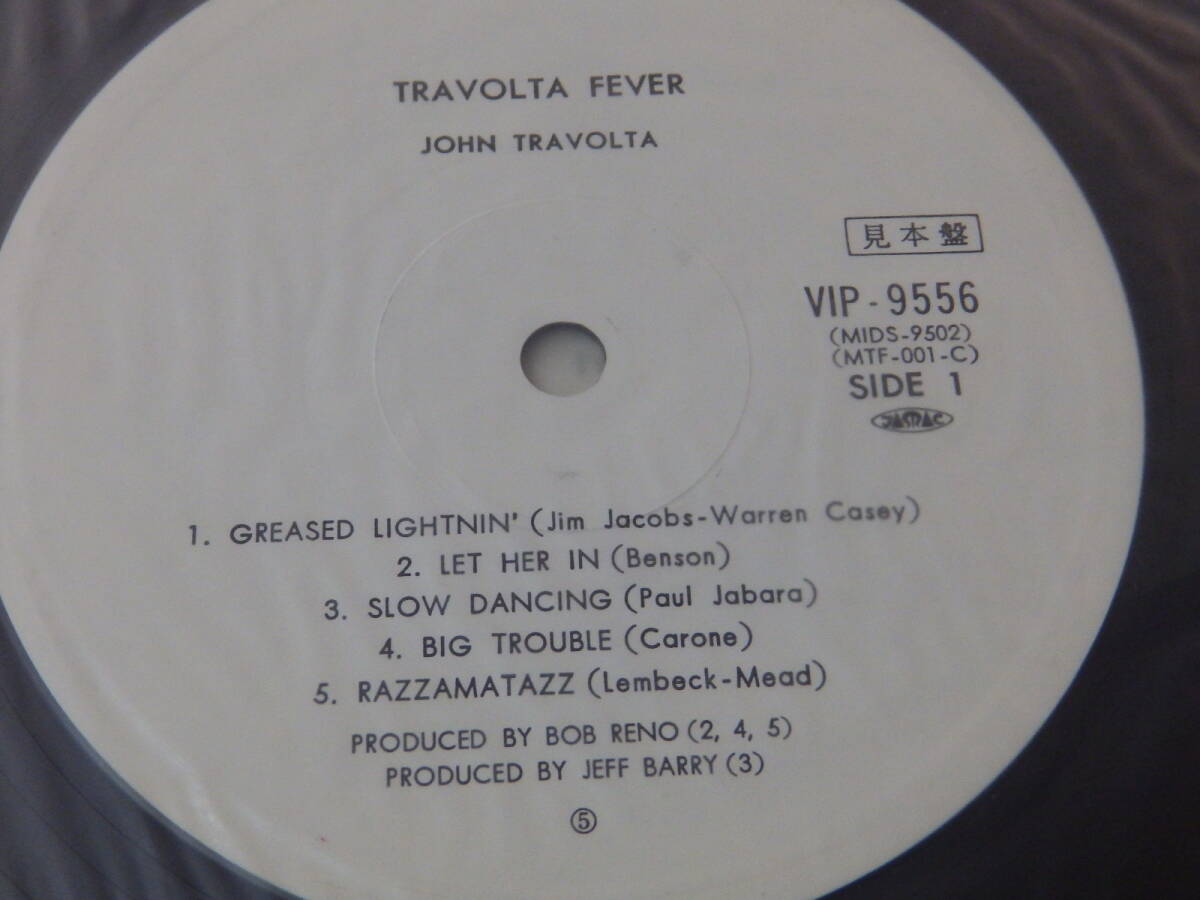 TRAVOLTA FEVER
JOHN TRAVOLTA
見本盤
VIP-9556
(MIDS-9502)
(MTF-001-C)
SIDE 1
JASRAC
1. GREASED LIGHTNIN' (Jim Jacobs-Warren Casey)
2. LET HER IN (Benson)
3. SLOW DANCING (Paul Jabara)
4. BIG TROUBLE (Carone)
5. RAZZAMATAZZ (Lembeck-Mead)
PRODUCED BY BOB RENO (2, 4, 5)
PRODUCED BY JEFF BARRY (3)
⑤